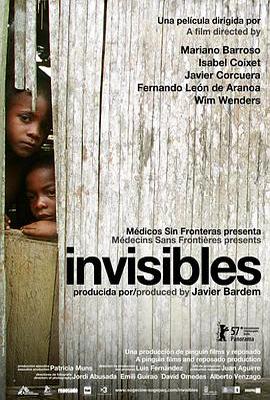 Una película dirigida por
A film directed by
Mariano Barroso
Isabel Coixet
Javier Corcuera
Fernando León de Aranoa
Wim Wenders
Médicos Sin Fronteras presenta
Médecins Sans Frontières presents
invisibles
producida por/produced by Javier Bardem
57
Panorama
Una producción de pinguin films y reposado
A pinguin films and reposado production
Patricia Muns
Luis Fernández
Juan Aguirre
Jordi Abusada
Emili Guirao
David Omedes
Alberto Venzago